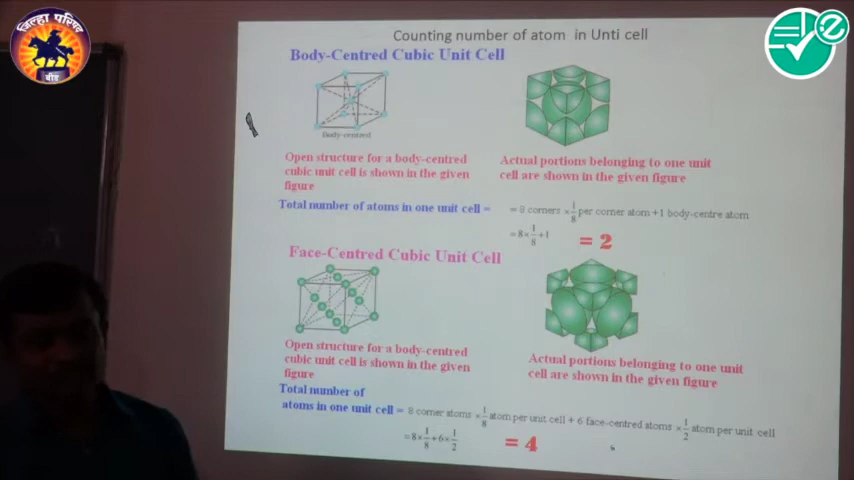 जिल्हा परिषद
बीड
Counting number of atom in Unti cell
Body-Centred Cubic Unit Cell
Body-centred
Open structure for a body-centred
cubic unit cell is shown in the given
figure
Actual portions belonging to one unit
cell are shown in the given figure
Total number of atoms in one unit cell = = 8 corners × 1/8 per corner atom +1 body-centre atom
= 8 × 1/8 + 1 = 2
Face-Centred Cubic Unit Cell
Open structure for a body-centred
cubic unit cell is shown in the given
figure
Actual portions belonging to one unit
cell are shown in the given figure
Total number of
atoms in one unit cell = 8 corner atoms × 1/8 atom per unit cell + 6 face-centred atoms × 1/2 atom per unit cell
= 8 × 1/8 + 6 × 1/2 = 4